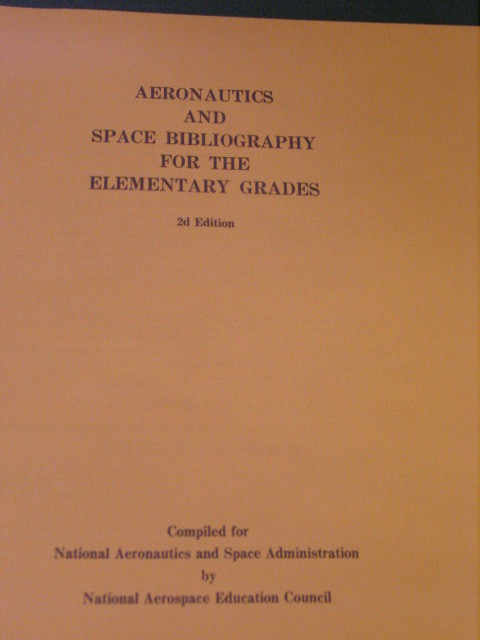 AERONAUTICS
AND
SPACE BIBLIOGRAPHY
FOR THE
ELEMENTARY GRADES
2d Edition
Compiled for
National Aeronautics and Space Administration
by
National Aerospace Education Council